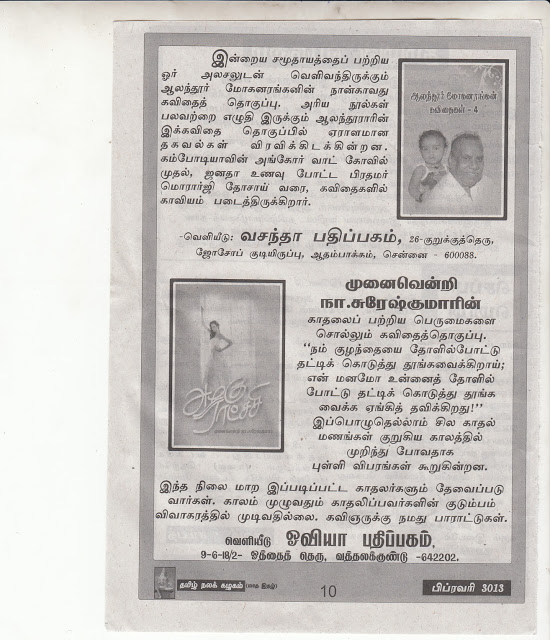 இன்றைய சமூதாயத்தைப் பற்றிய
ஓர் அலசலுடன் வெளிவந்திருக்கும்
ஆலந்தூர் மோகனரங்கனின் நான்காவது
கவிதைத் தொகுப்பு. அரிய நூல்கள்
பலவற்றை எழுதி இருக்கும் ஆலந்தூராரின்
இக்கவிதை தொகுப்பில் ஏராளமான
தகவல்கள் விரவிக்கிடக்கின்றன.
கம்போடியாவின் அங்கோர் வாட் கோவில்
முதல், ஜனதா உணவு போட்ட பிரதமர்
மொரார்ஜி தோசாய் வரை, கவிதைகளில்
காவியம் படைத்திருக்கிறார்.
ஆலந்தூர் மோகனரங்கன்
கவிதைகள் - 4
-வெளியீடு: வசந்தா பதிப்பகம், 26-குறுக்குத்தெரு,
ஜோசோப் குடியிருப்பு, ஆதம்பாக்கம், சென்னை - 600088.
முனைவென்றி
நா.சுரேஷ்குமாரின்
காதலைப் பற்றிய பெருமைகளை
சொல்லும் கவிதைத்தொகுப்பு.
“நம் குழந்தையை தோளில்போட்டு
தட்டிக் கொடுத்து தூங்கவைக்கிறாய்;
என் மனமோ உன்னைத் தோளில்
போட்டு தட்டிக் கொடுத்து தூங்க
வைக்க ஏங்கித் தவிக்கிறது!”
இப்பொழுதெல்லாம் சில காதல்
மணங்கள் குறுகிய காலத்தில்
முறிந்து போவதாக
புள்ளி விபரங்கள் கூறுகின்றன.
அழகு
ராட்சசி
இந்த நிலை மாற இப்படிப்பட்ட காதலர்களும் தேவைப்படு
வார்கள். காலம் முழுவதும் காதலிப்பவர்களின் குடும்பம்
விவாகரத்தில் முடிவதில்லை. கவிஞருக்கு நமது பாராட்டுகள்.
வெளியீடு ஓவியா பதிப்பகம்,
9-6-18/2- ஒத்தைத் தெரு, வத்தலக்குண்டு -642202.
தமிழ் நலக் கழகம் (மாத இதழ்)
10
பிப்ரவரி 3013